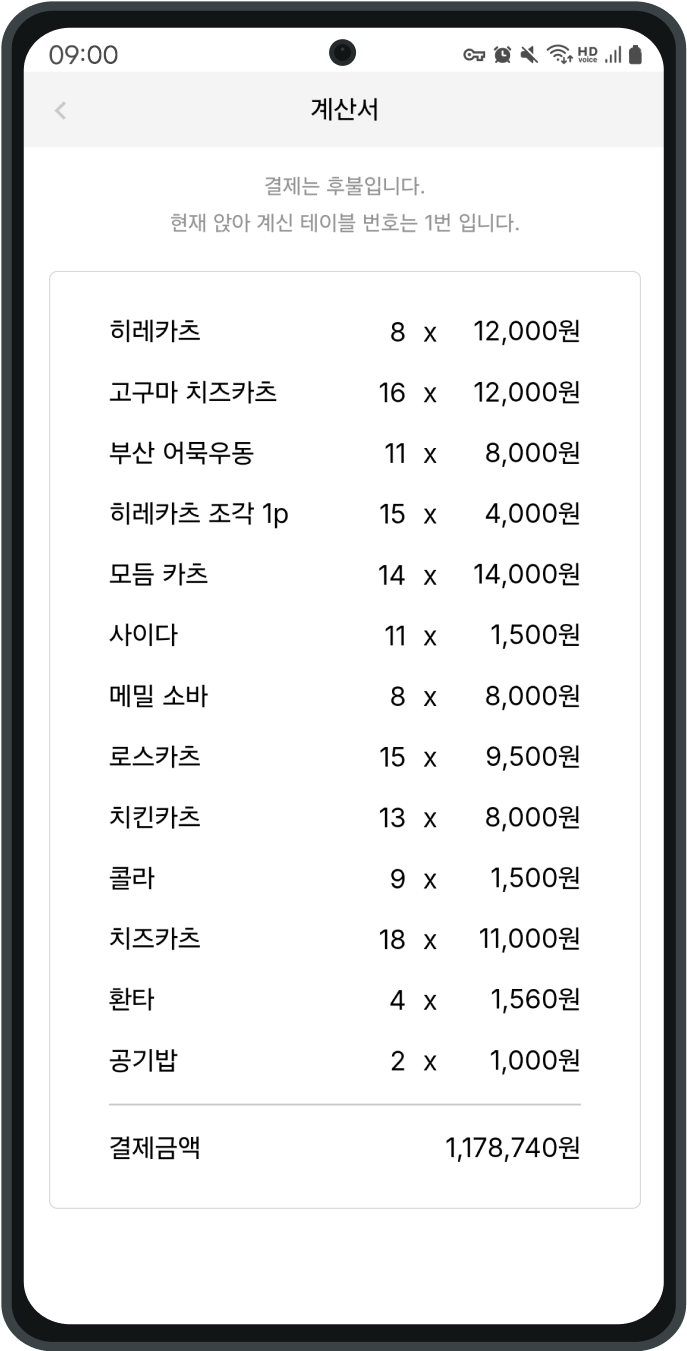 09:00
HD
voice
계산서
결제는 후불입니다.
현재 앉아 계신 테이블 번호는 1번 입니다.
히레카츠 8 x 12,000원
고구마 치즈카츠 16 x 12,000원
부산 어묵우동 11 x 8,000원
히레카츠 조각 1p 15 x 4,000원
모듬 카츠 14 x 14,000원
사이다 11 x 1,500원
메밀 소바 8 x 8,000원
로스카츠 15 x 9,500원
치킨카츠 13 x 8,000원
콜라 9 x 1,500원
치즈카츠 18 x 11,000원
환타 4 x 1,560원
공기밥 2 x 1,000원
결제금액 1,178,740원